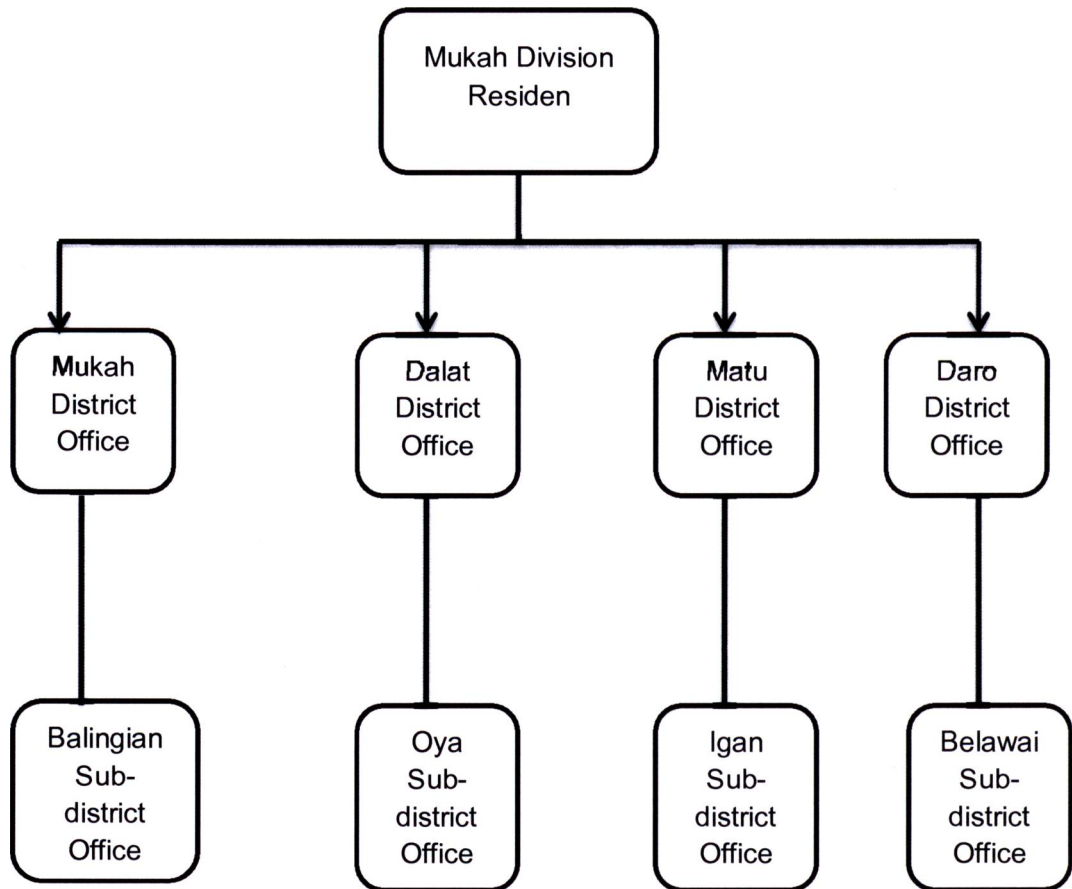 Mukah Division
Residen
Mukah
District
Office
Dalat
District
Office
Matu
District
Office
Daro
District
Office
Balingian
Sub-
district
Office
Oya
Sub-
district
Office
Igan
Sub-
district
Office
Belawai
Sub-
district
Office